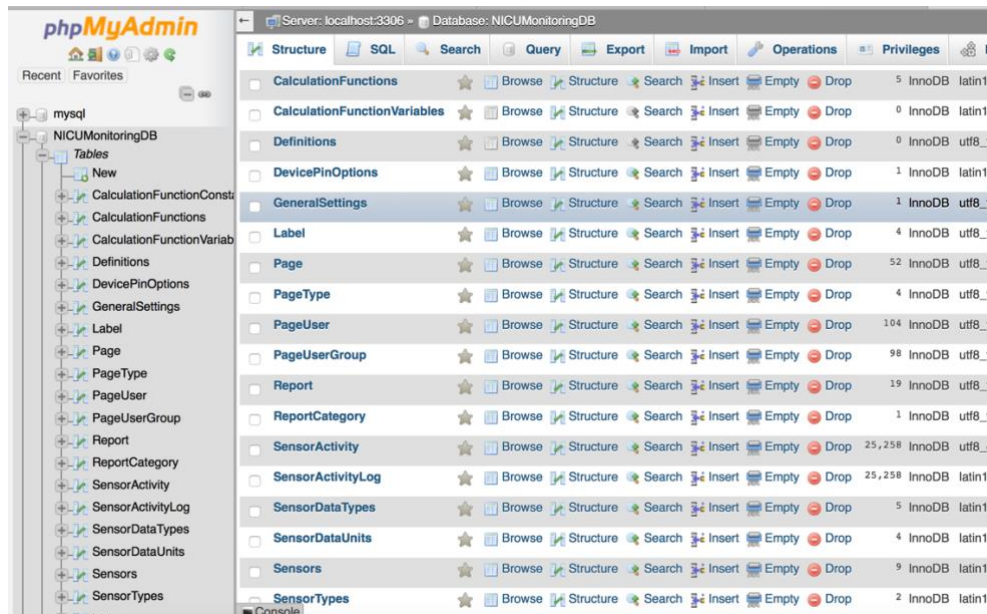 phpMyAdmin
Recent Favorites
mysql
NICUMonitoringDB
Tables
New
CalculationFunctionConsta
CalculationFunctions
CalculationFunctionVariab
Definitions
DevicePinOptions
GeneralSettings
Label
Page
PageType
PageUser
PageUserGroup
Report
ReportCategory
SensorActivity
SensorActivityLog
SensorDataTypes
SensorDataUnits
Sensors
SensorTypes
Server: localhost:3306 » Database: NICUMonitoringDB
Structure SQL Search Query Export Import Operations Privileges
CalculationFunctions Browse Structure Search Insert Empty Drop 5 InnoDB latin1
CalculationFunctionVariables Browse Structure Search Insert Empty Drop 0 InnoDB latin1
Definitions Browse Structure Search Insert Empty Drop 0 InnoDB utf8_
DevicePinOptions Browse Structure Search Insert Empty Drop 1 InnoDB latin1
GeneralSettings Browse Structure Search Insert Empty Drop 1 InnoDB utf8_
Label Browse Structure Search Insert Empty Drop 4 InnoDB utf8_
Page Browse Structure Search Insert Empty Drop 52 InnoDB utf8_
PageType Browse Structure Search Insert Empty Drop 4 InnoDB utf8_
PageUser Browse Structure Search Insert Empty Drop 104 InnoDB utf8_
PageUserGroup Browse Structure Search Insert Empty Drop 98 InnoDB utf8_
Report Browse Structure Search Insert Empty Drop 19 InnoDB utf8_
ReportCategory Browse Structure Search Insert Empty Drop 1 InnoDB utf8_
SensorActivity Browse Structure Search Insert Empty Drop 25,258 InnoDB utf8_
SensorActivityLog Browse Structure Search Insert Empty Drop 25,258 InnoDB latin1
SensorDataTypes Browse Structure Search Insert Empty Drop 5 InnoDB latin1
SensorDataUnits Browse Structure Search Insert Empty Drop 4 InnoDB latin1
Sensors Browse Structure Search Insert Empty Drop 9 InnoDB latin1
SensorTypes Browse Structure Search Insert Empty Drop 2 InnoDB latin1
Console